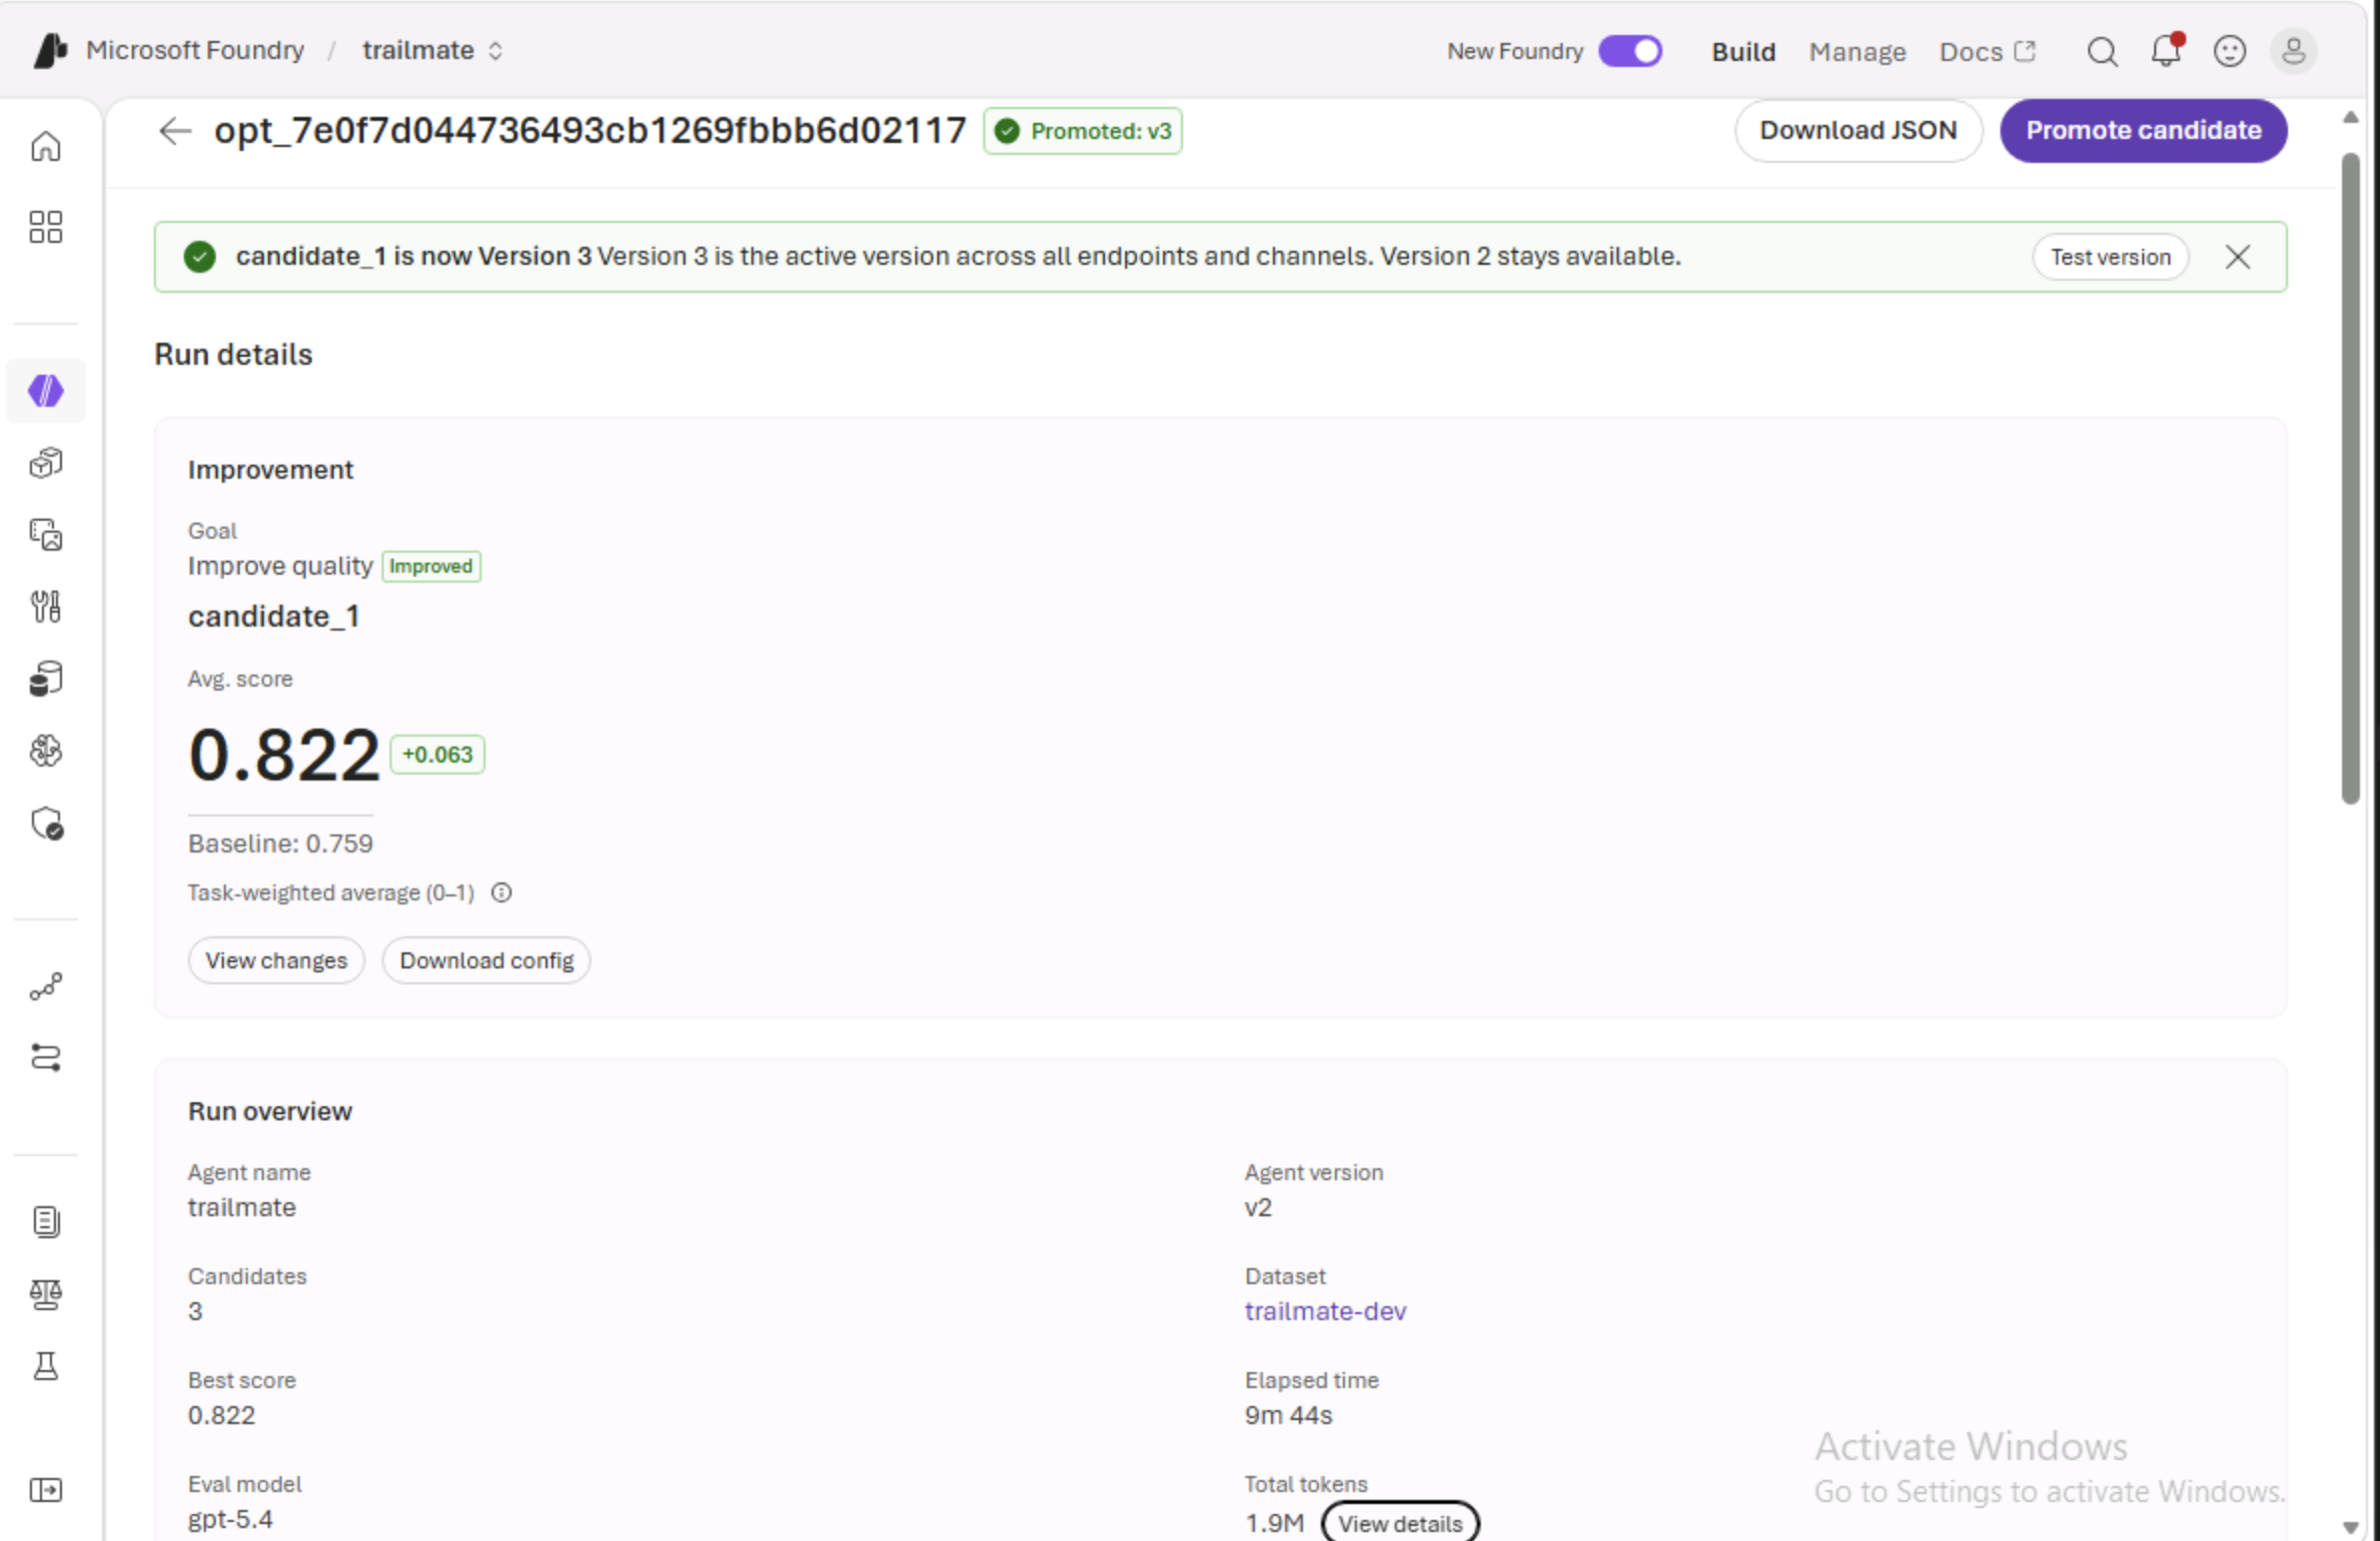 Microsoft Foundry / trailmate
New Foundry
Build
Manage
Docs
opt_7e0f7d044736493cb1269fbbb6d02117
Promoted: v3
Download JSON
Promote candidate
candidate_1 is now Version 3 Version 3 is the active version across all endpoints and channels. Version 2 stays available.
Test version
Run details
Improvement
Goal
Improve quality Improved
candidate_1
Avg. score
0.822 +0.063
Baseline: 0.759
Task-weighted average (0–1)
View changes
Download config
Run overview
Agent name
trailmate
Agent version
v2
Candidates
3
Dataset
trailmate-dev
Best score
0.822
Elapsed time
9m 44s
Eval model
gpt-5.4
Total tokens
1.9M View details
Activate Windows
Go to Settings to activate Windows.